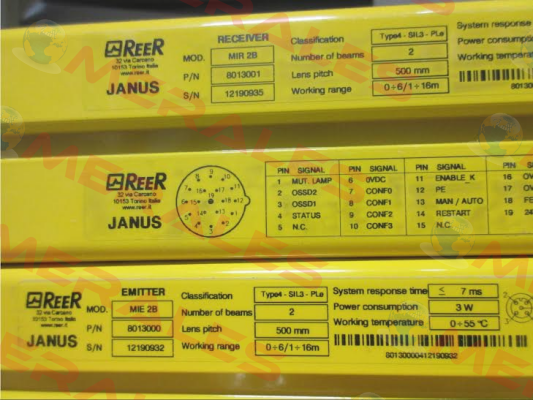 REER
32 via Carcano
10153 Torino Italia
www.reer.it
JANUS
RECEIVER
MOD. MIR 2B
P/N 8013001
S/N 12190935
Classification Type4 - SIL3 - PLe
Number of beams 2
Lens pitch 500 mm
Working range 0÷6/1÷16m
System response
Power consumption
Working temperature
REER
32 via Carcano
10153 Torino Italia
www.reer.it
JANUS
PIN SIGNAL PIN SIGNAL PIN SIGNAL PIN
1 MUT. LAMP 6 0VDC 11 ENABLE_K 16 OV
2 OSSD2 7 CONF0 12 PE 17 OV
3 OSSD1 8 CONF1 13 MAN / AUTO 18 PE
4 STATUS 9 CONF2 14 RESTART 19 24
5 N.C. 10 CONF3 15 N.C.
REER
32 via Carcano
10153 Torino Italia
www.reer.it
JANUS
EMITTER
MOD. MIE 2B
P/N 8013000
S/N 12190932
Classification Type4 - SIL3 - PLe
Number of beams 2
Lens pitch 500 mm
Working range 0÷6/1÷16m
System response time ≤ 7 ms
Power consumption 3 W
Working temperature 0÷55 °C
80130000412190932
MERALES